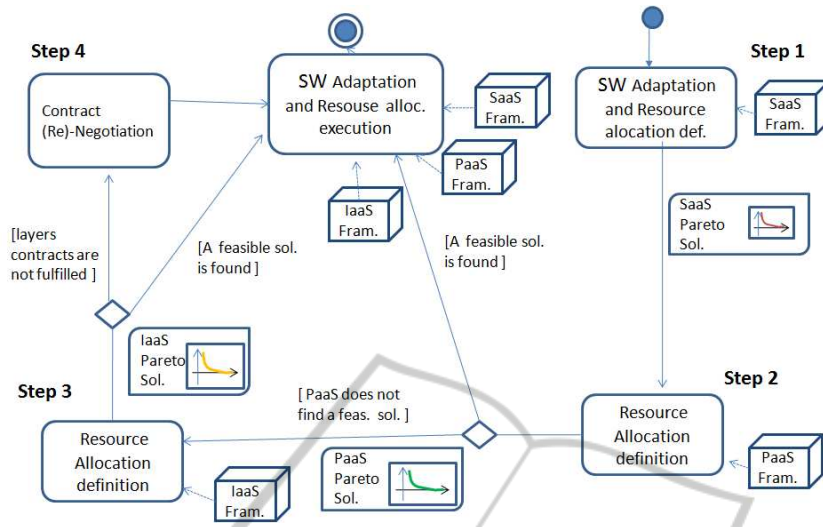 Step 4
Contract
(Re)-Negotiation
SW Adaptation
and Resouse alloc.
execution
SaaS
Fram.
PaaS
Fram.
IaaS
Fram.
Step 1
SW Adaptation
and Resource
alocation def.
SaaS
Fram.
SaaS
Pareto
Sol.
[layers
contracts are
not fulfilled ]
[A feasible sol.
is found ]
[A feasible sol.
is found ]
IaaS
Pareto
Sol.
Step 3
Resource
Allocation
definition
IaaS
Fram.
[ PaaS does not
find a feas. sol. ]
PaaS
Pareto
Sol.
Step 2
Resource
Allocation
definition
PaaS
Fram.